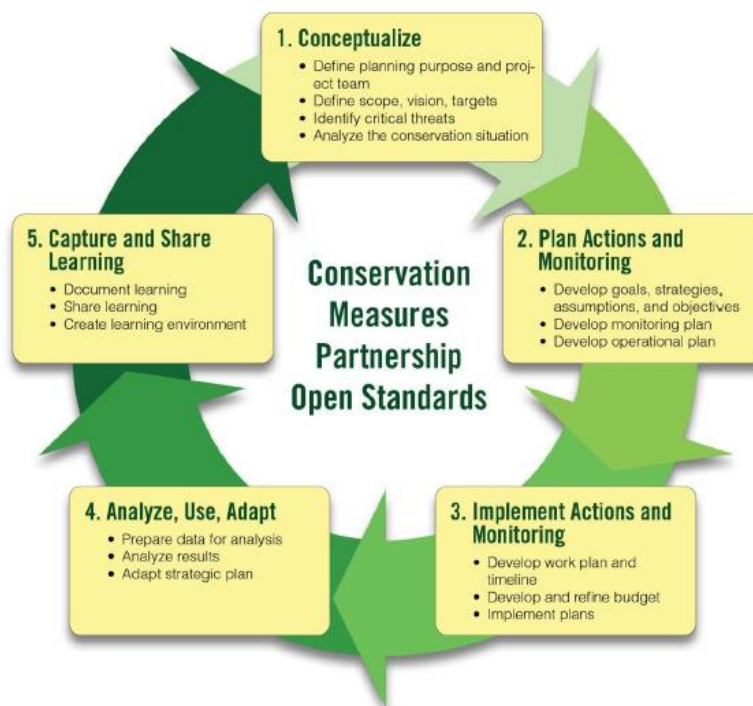 1. Conceptualize
• Define planning purpose and proj-
ect team
• Define scope, vision, targets
• Identify critical threats
• Analyze the conservation situation
2. Plan Actions and
Monitoring
• Develop goals, strategies,
assumptions, and objectives
• Develop monitoring plan
• Develop operational plan
3. Implement Actions and
Monitoring
• Develop work plan and
timeline
• Develop and refine budget
• Implement plans
4. Analyze, Use, Adapt
• Prepare data for analysis
• Analyze results
• Adapt strategic plan
5. Capture and Share
Learning
• Document learning
• Share learning
• Create learning environment
Conservation
Measures
Partnership
Open Standards